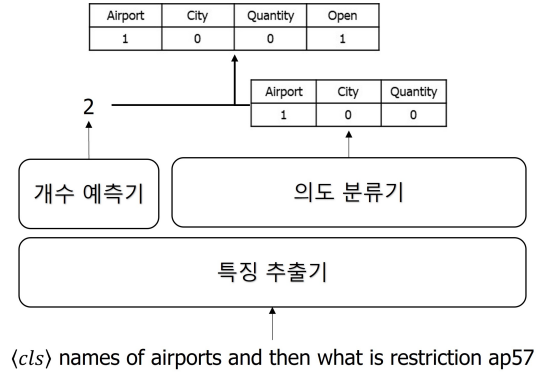 Airport City Quantity Open
1 0 0 1
2
Airport City Quantity
1 0 0
개수 예측기
의도 분류기
특징 추출기
⟨cls⟩ names of airports and then what is restriction ap57